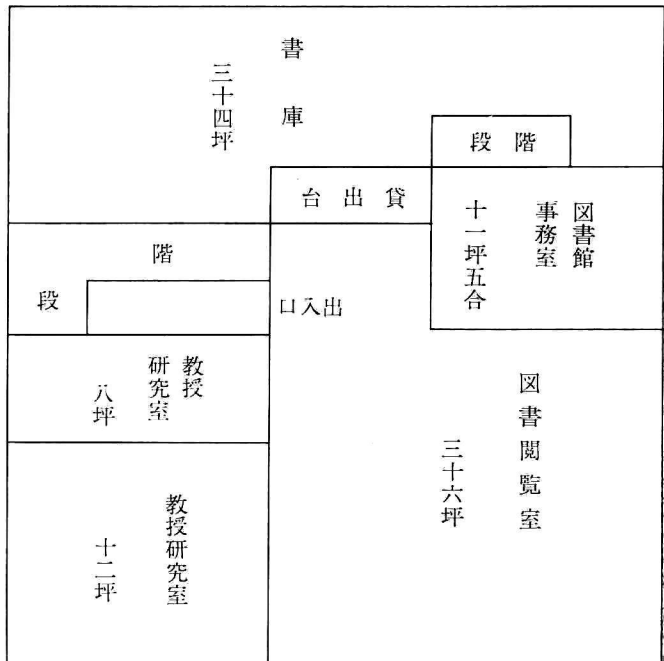 書庫
三十四坪
階段
図書館
事務室
十一坪五合
貸出台
階段
出入口
図書閲覧室
三十六坪
教授
研究室
八坪
教授研究室
十二坪